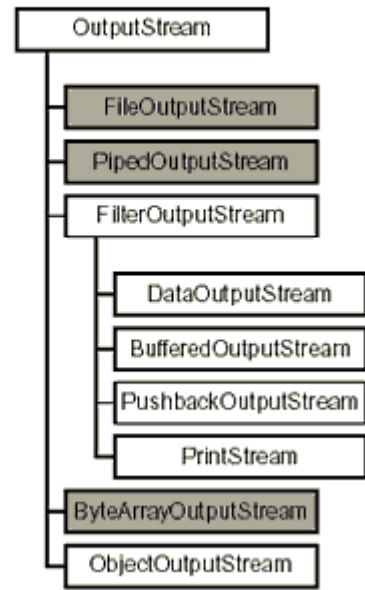 OutputStream
FileOutputStream
PipedOutputStream
FilterOutputStream
DataOutputStream
BufferedOutputStream
PushbackOutputStream
PrintStream
ByteArrayOutputStream
ObjectOutputStream